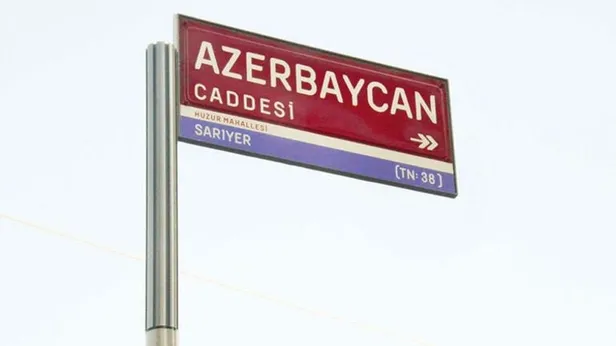 AZERBAYCAN
CADDESİ
HUZUR MAHALLESİ
SARIYER
(TN: 38)